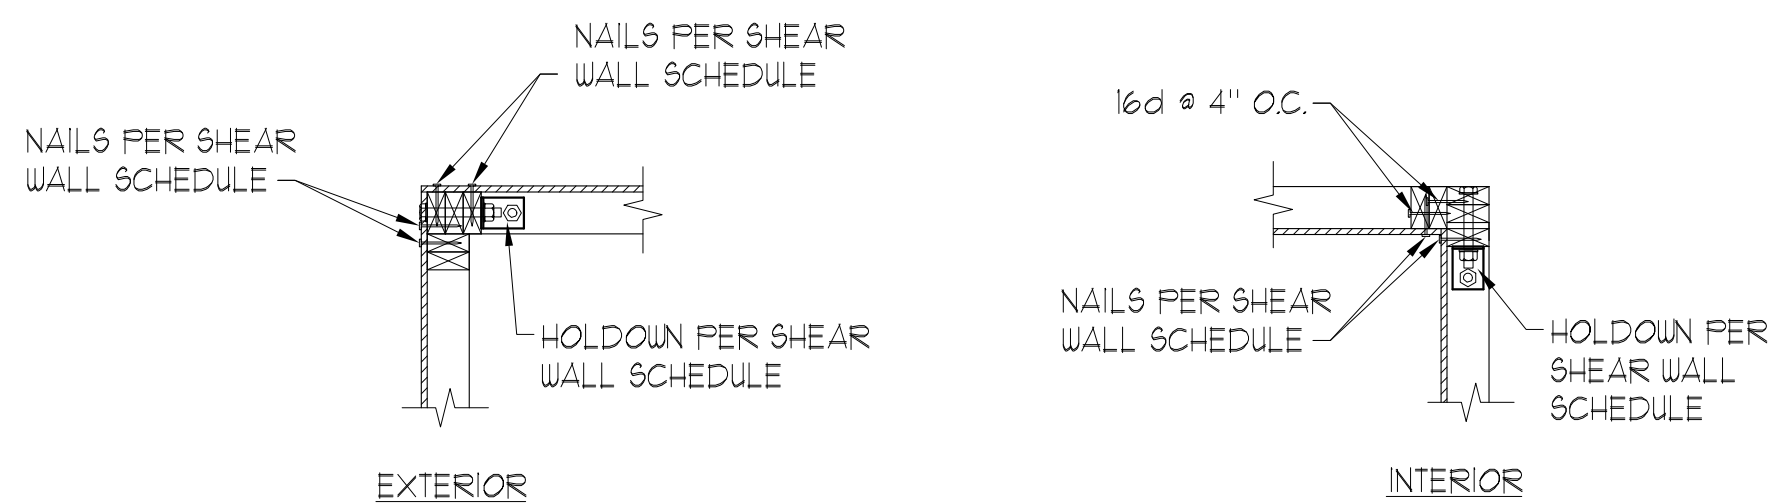 NAILS PER SHEAR
WALL SCHEDULE
NAILS PER SHEAR
WALL SCHEDULE
HOLDOWN PER SHEAR
WALL SCHEDULE
EXTERIOR
16d @ 4" O.C.
NAILS PER SHEAR
WALL SCHEDULE
HOLDOWN PER
SHEAR WALL
SCHEDULE
INTERIOR